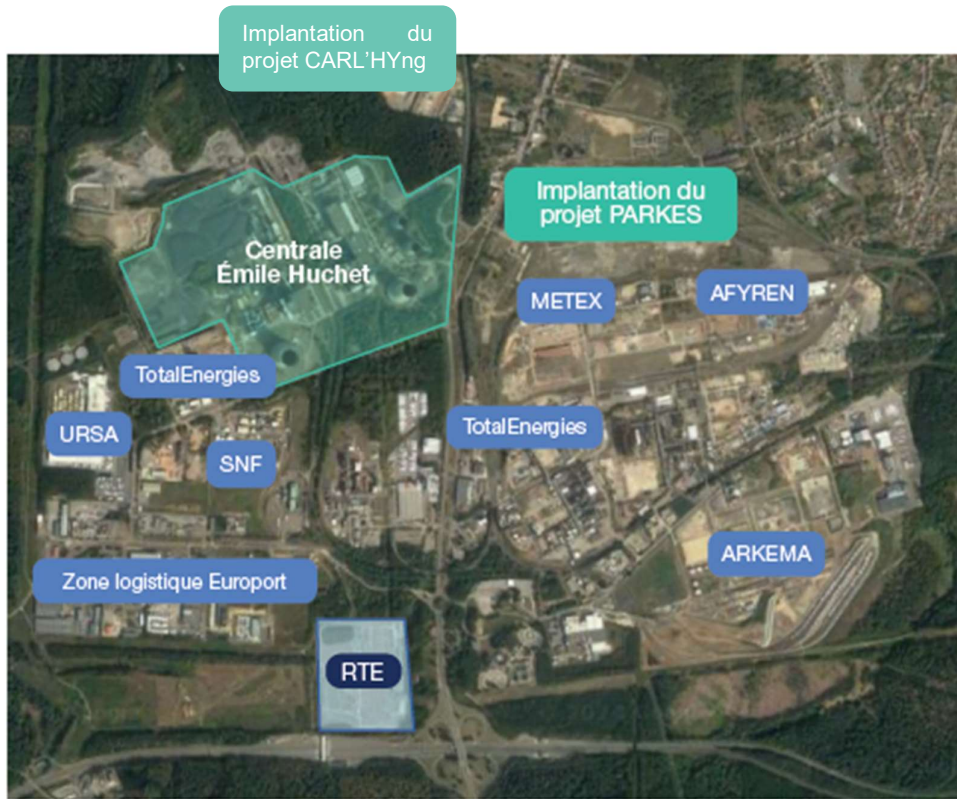 Implantation du
projet CARL'HYng
Implantation du
projet PARKES
Centrale
Émile Huchet
METEX
AFYREN
TotalEnergies
URSA
SNF
TotalEnergies
ARKEMA
Zone logistique Europort
RTE